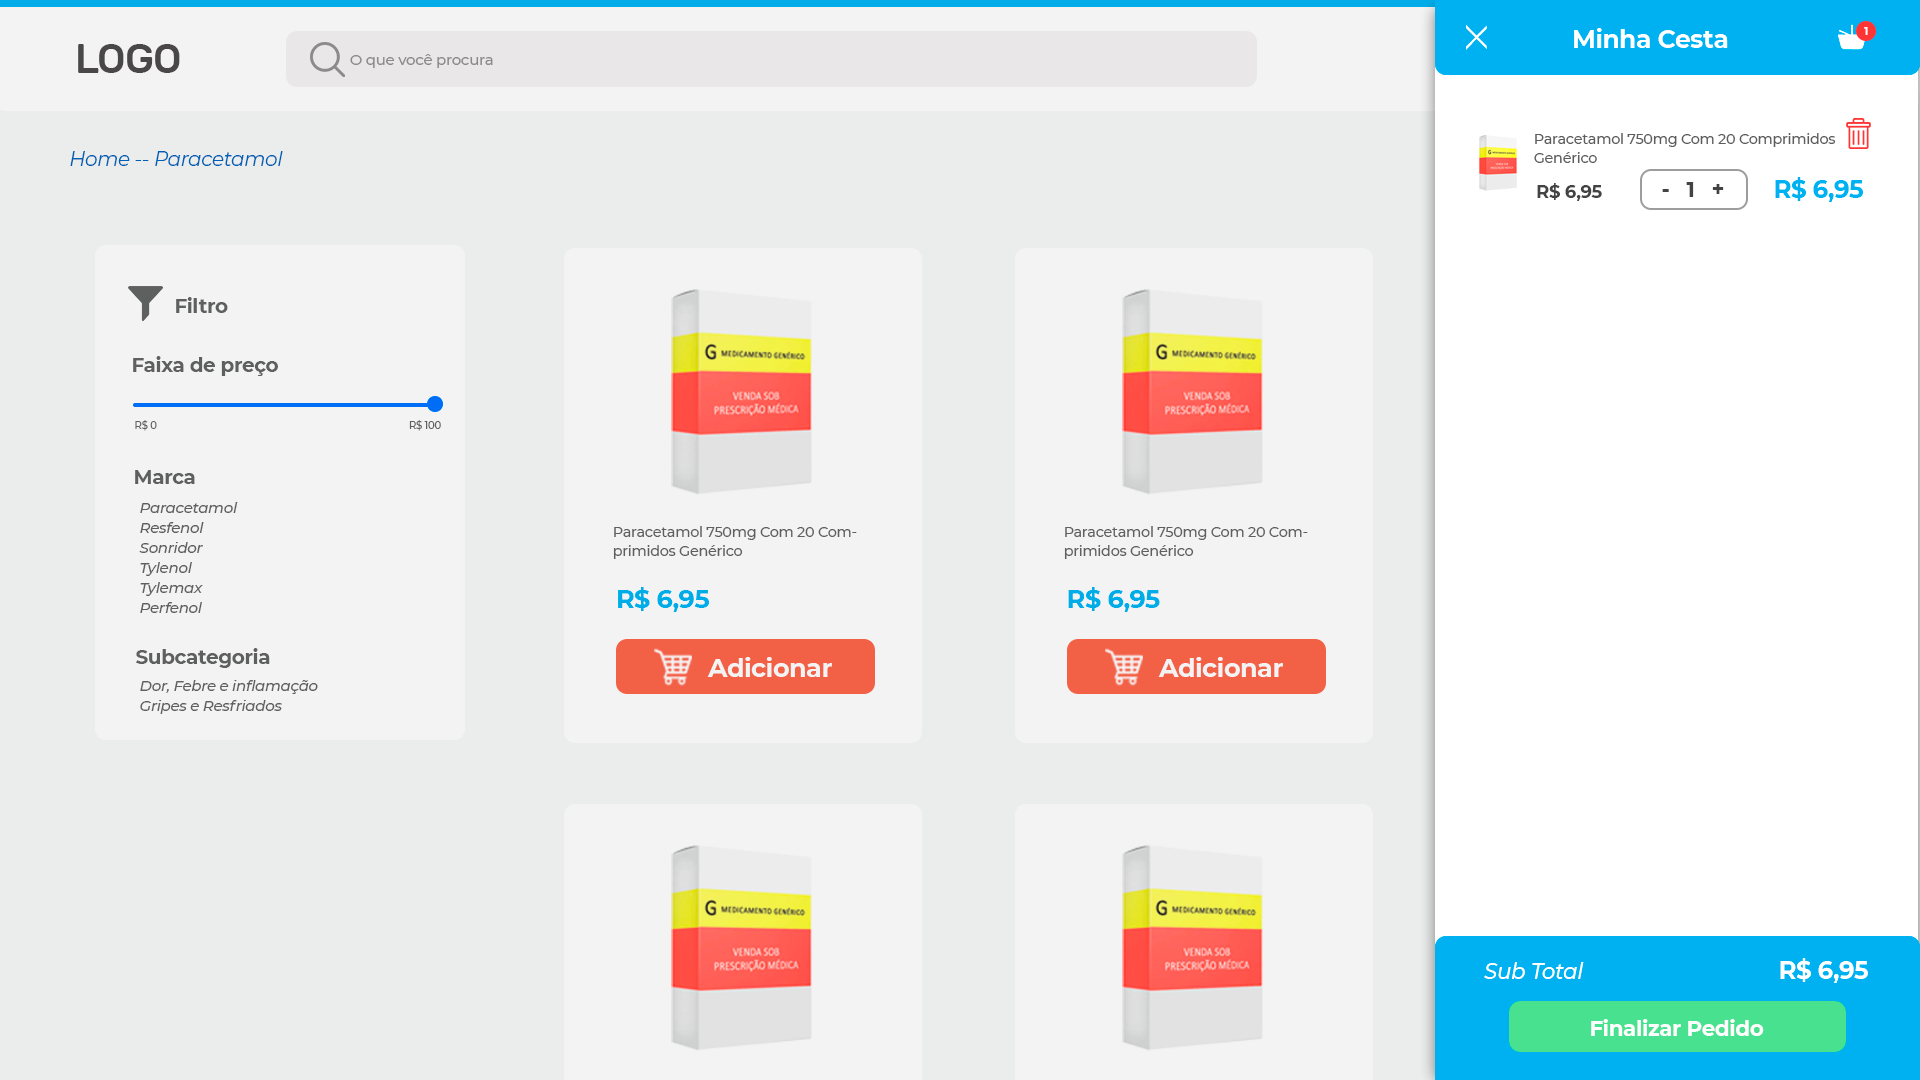 LOGO
O que você procura
Home -- Paracetamol
Filtro
Faixa de preço
R$ 0
R$ 100
Marca
Paracetamol
Resfenol
Sonridor
Tylenol
Tylemax
Perfenol
Subcategoria
Dor, Febre e inflamação
Gripes e Resfriados
G MEDICAMENTO GENÉRICO
VENDA SOB
PRESCRIÇÃO MÉDICA
Paracetamol 750mg Com 20 Com-
primidos Genérico
R$ 6,95
Adicionar
G MEDICAMENTO GENÉRICO
VENDA SOB
PRESCRIÇÃO MÉDICA
Paracetamol 750mg Com 20 Com-
primidos Genérico
R$ 6,95
Adicionar
G MEDICAMENTO GENÉRICO
VENDA SOB
PRESCRIÇÃO MÉDICA
G MEDICAMENTO GENÉRICO
VENDA SOB
PRESCRIÇÃO MÉDICA
Minha Cesta
1
Paracetamol 750mg Com 20 Comprimidos
Genérico
R$ 6,95
- 1 +
R$ 6,95
Sub Total
R$ 6,95
Finalizar Pedido